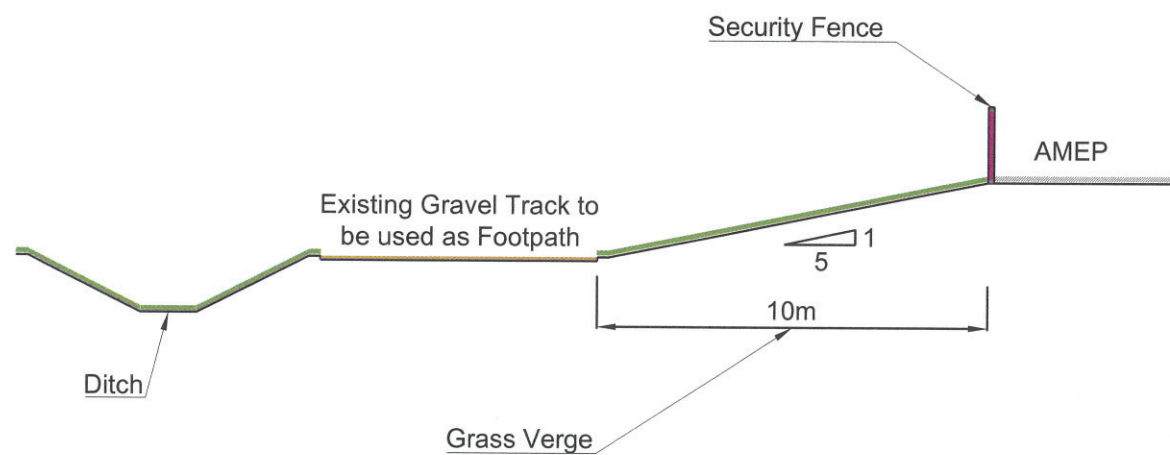 Security Fence
AMEP
Existing Gravel Track to
be used as Footpath
1
5
10m
Ditch
Grass Verge